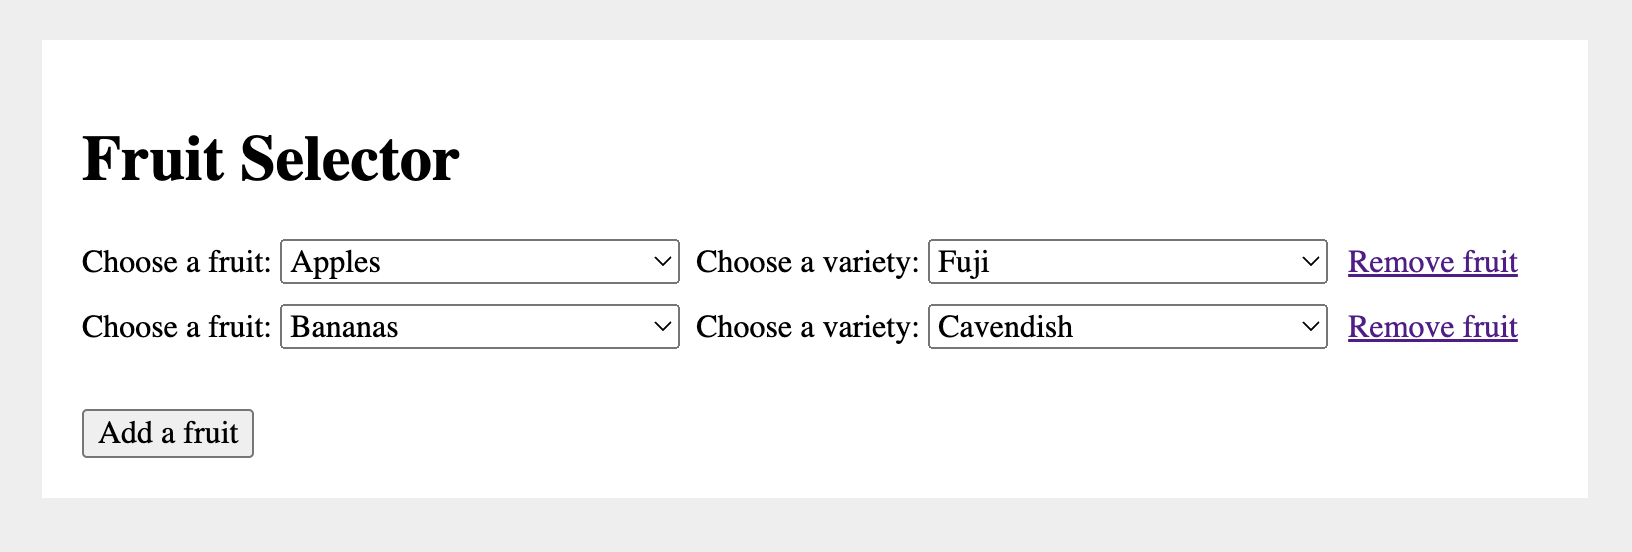 Fruit Selector
Choose a fruit: Apples Choose a variety: Fuji Remove fruit
Choose a fruit: Bananas Choose a variety: Cavendish Remove fruit
Add a fruit